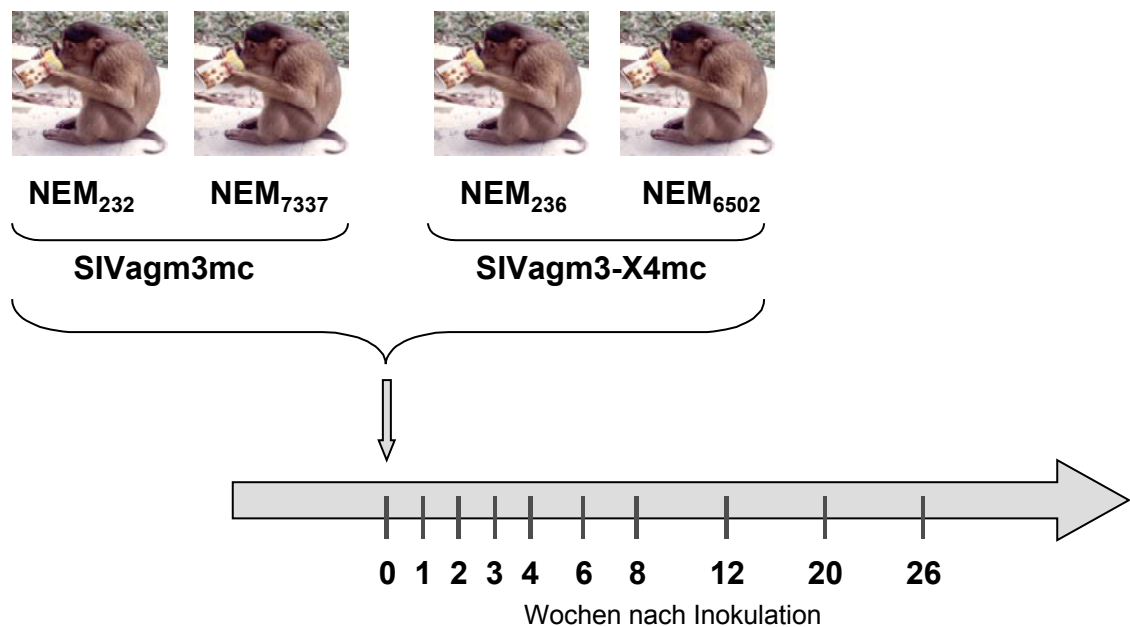 NEM232 NEM7337 NEM236 NEM6502
SIVagm3mc SIVagm3-X4mc
0 1 2 3 4 6 8 12 20 26
Wochen nach Inokulation